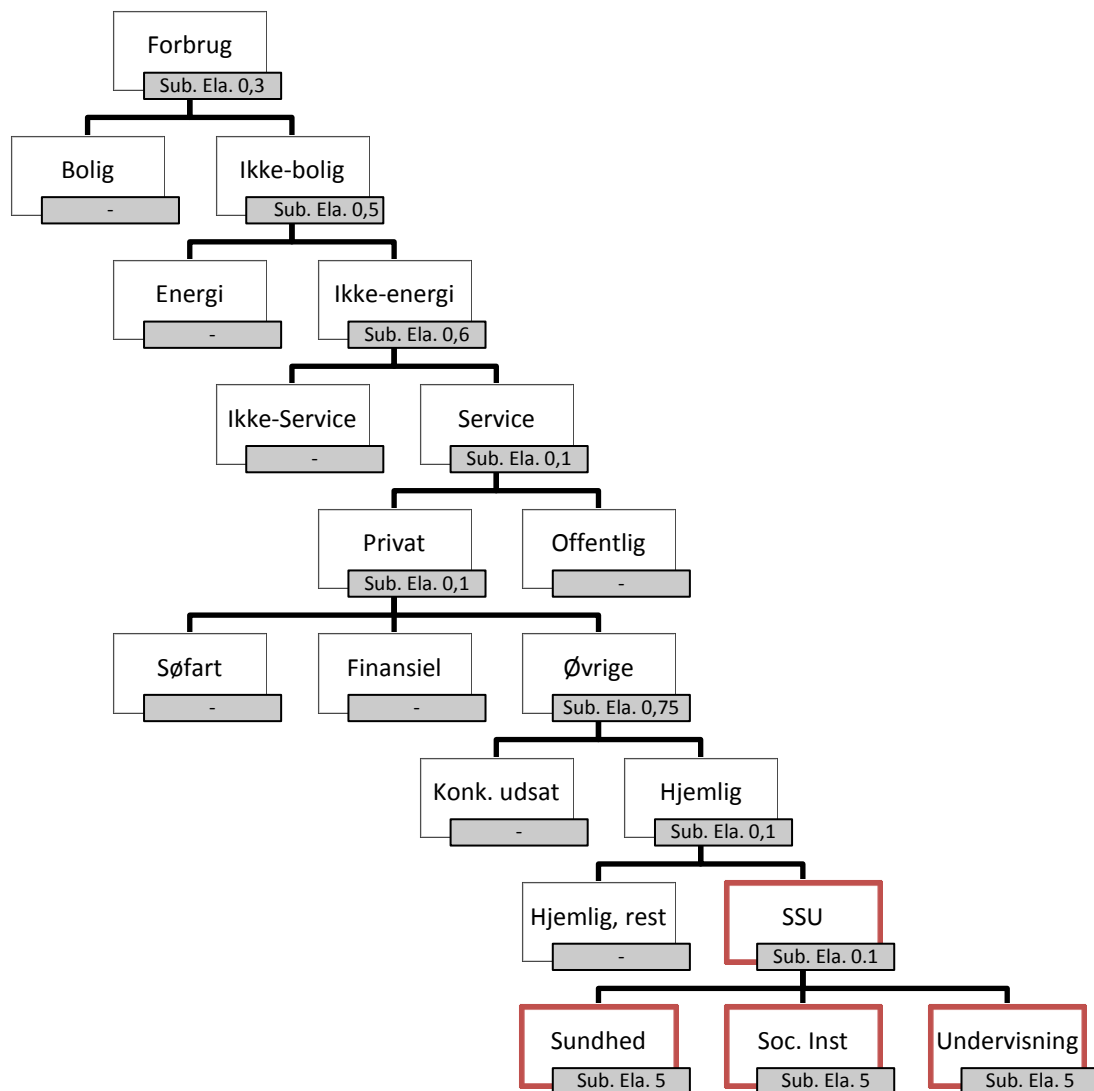 Forbrug
Sub. Ela. 0,3
Bolig
-
Ikke-bolig
Sub. Ela. 0,5
Energi
-
Ikke-energi
Sub. Ela. 0,6
Ikke-Service
-
Service
Sub. Ela. 0,1
Privat
Sub. Ela. 0,1
Offentlig
-
Søfart
-
Finansiel
-
Øvrige
Sub. Ela. 0,75
Konk. udsat
-
Hjemlig
Sub. Ela. 0,1
Hjemlig, rest
-
SSU
Sub. Ela. 0.1
Sundhed
Sub. Ela. 5
Soc. Inst
Sub. Ela. 5
Undervisning
Sub. Ela. 5